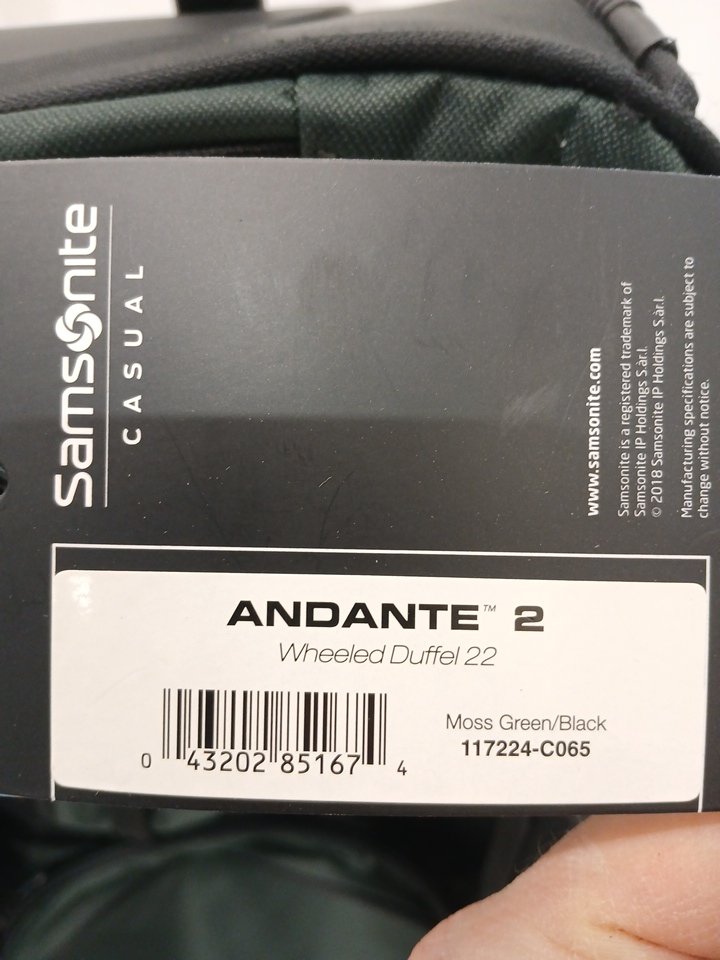 Samsonite
CASUAL
www.samsonite.com
Samsonite is a registered trademark of
Samsonite IP Holdings S.àr.l.
© 2018 Samsonite IP Holdings S.àr.l.
Manufacturing specifications are subject to
change without notice.
ANDANTE™ 2
Wheeled Duffel 22
Moss Green/Black
117224-C065
0 43202 85167 4